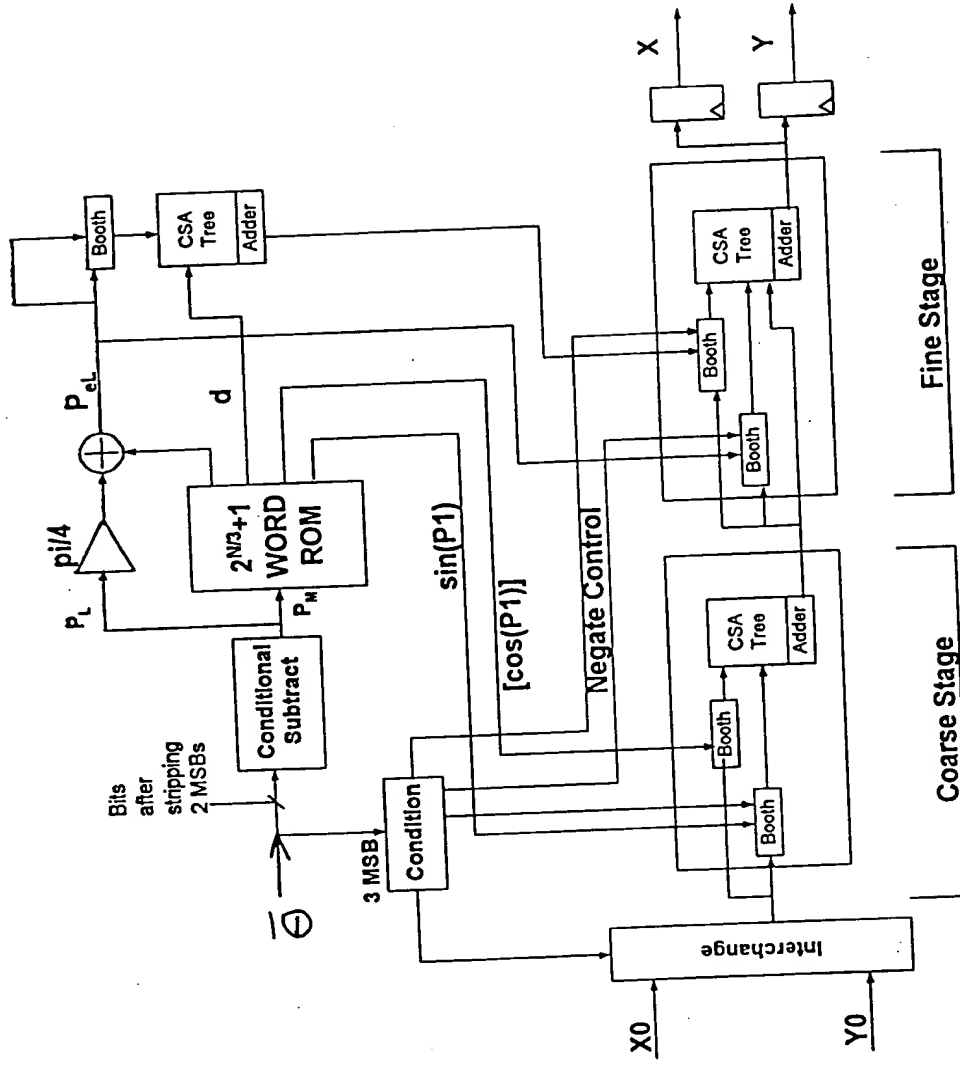 X
Y
Booth
CSA
Tree
Adder
P_eL
d
pi/4
P_L
2^{N/3}+1
WORD
ROM
P_M
sin(P1)
[cos(P1)]
Negate Control
Conditional
Subtract
Bits
after
stripping
2 MSBs
Θ̅
3 MSB
Condition
Booth
Booth
CSA
Tree
Adder
Fine Stage
Booth
Booth
CSA
Tree
Adder
Coarse Stage
Interchange
X0
Y0